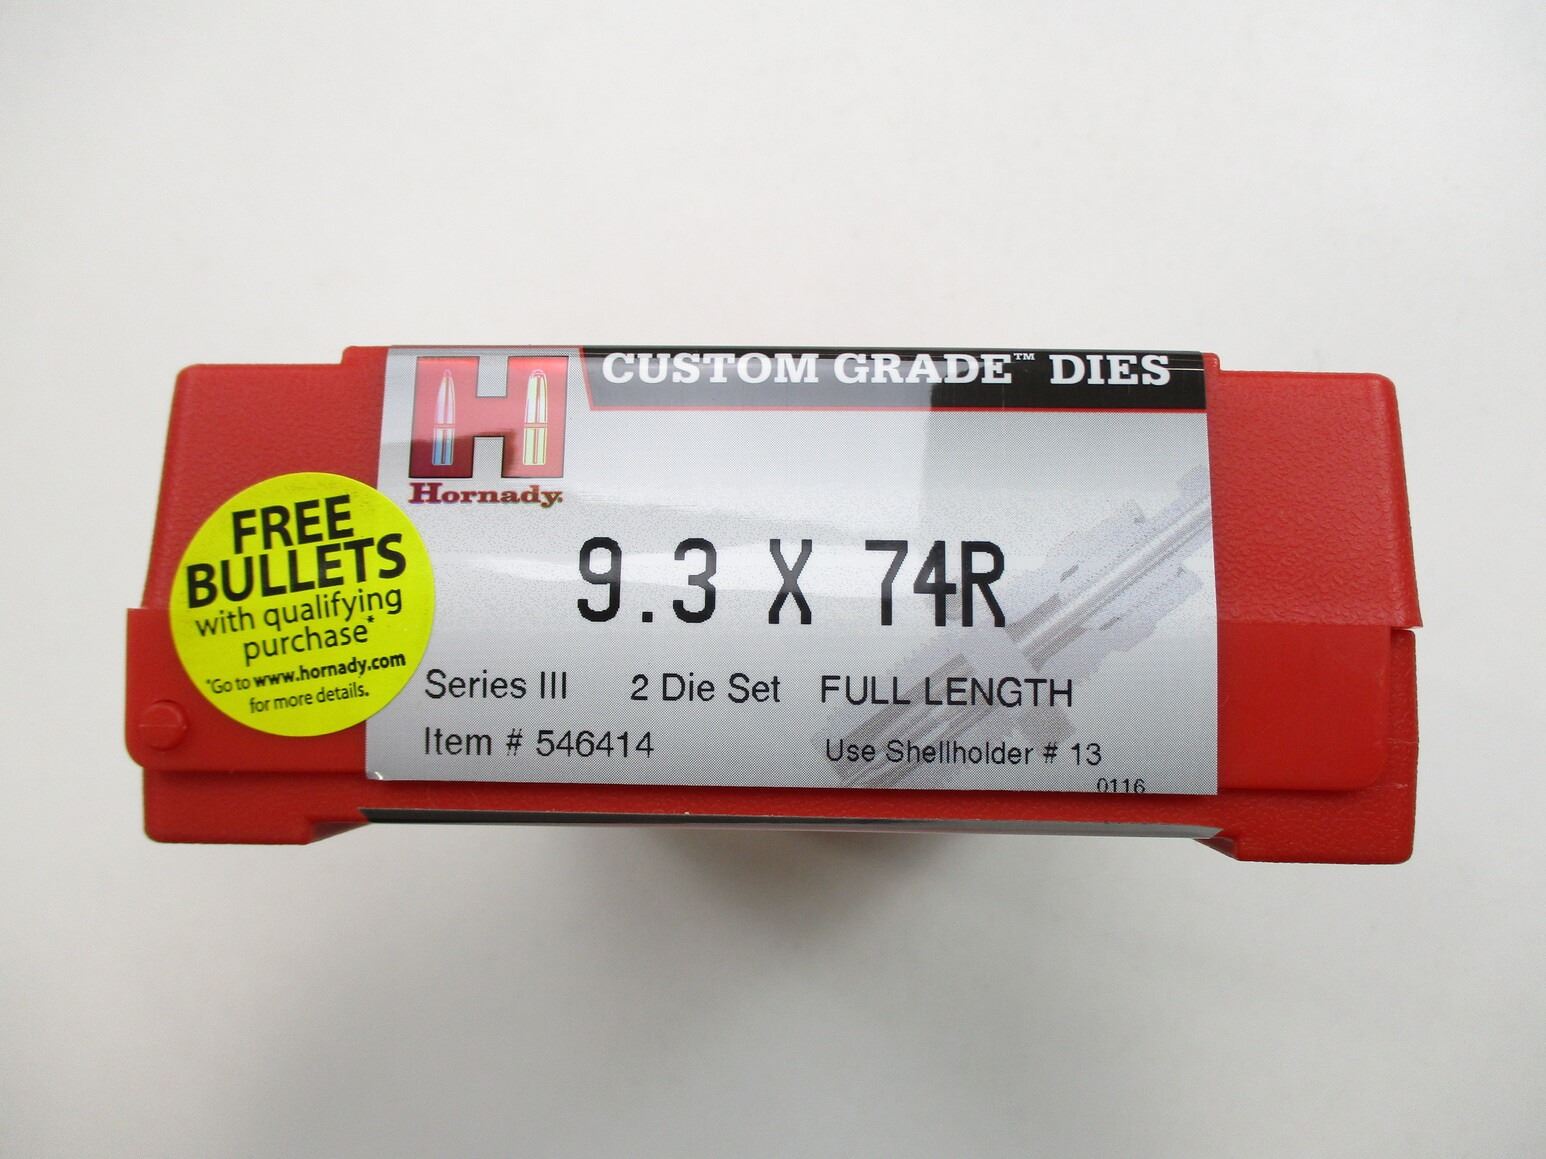 CUSTOM GRADE™ DIES
H
Hornady®
9.3 X 74R
Series III 2 Die Set FULL LENGTH
Item # 546414 Use Shellholder # 13
0116
FREE
BULLETS
with qualifying
purchase*
*Go to www.hornady.com
for more details.